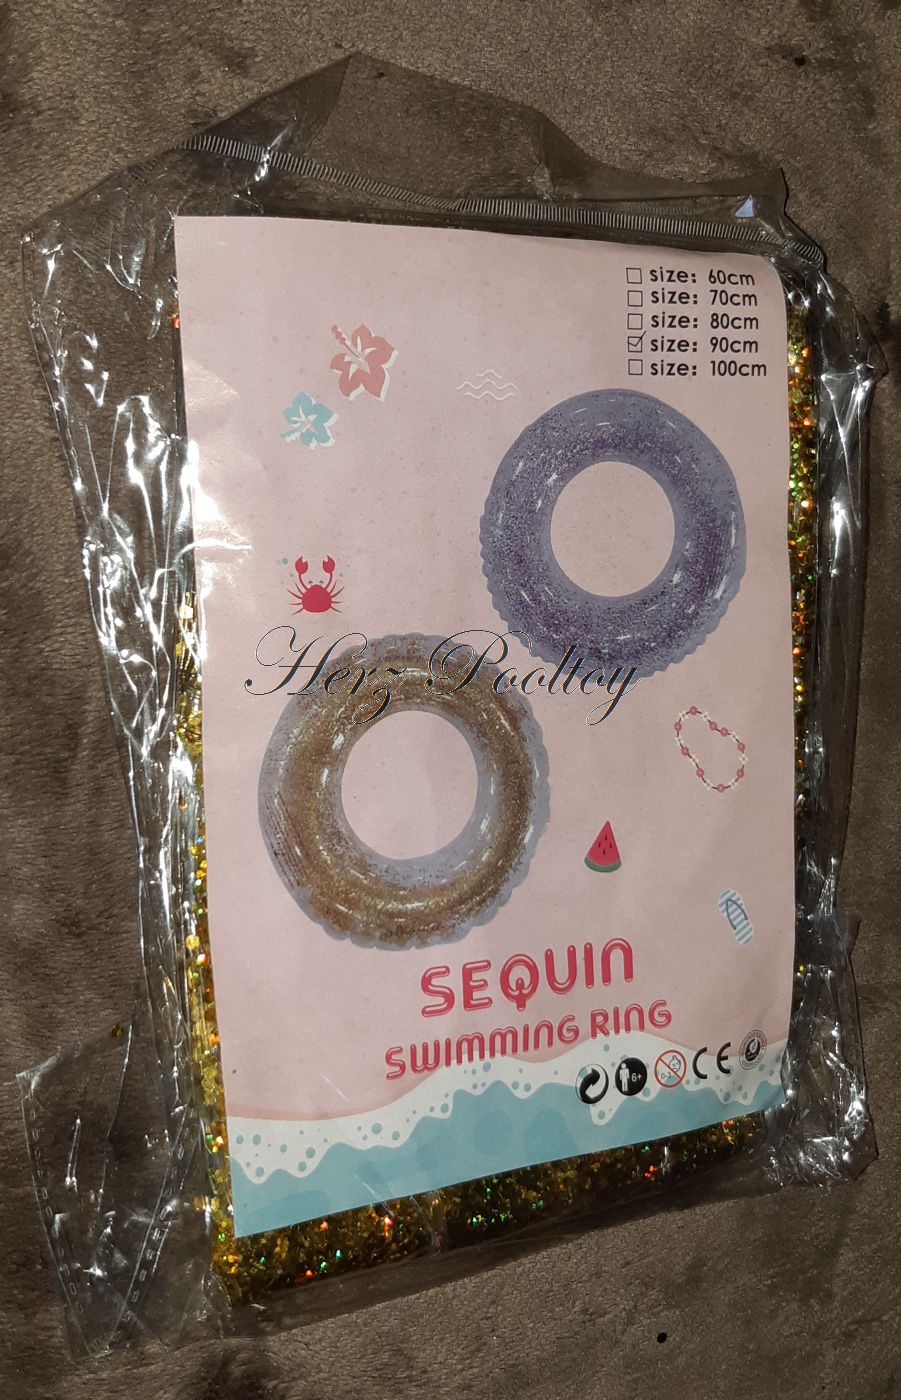 size: 60cm
size: 70cm
size: 80cm
size: 90cm
size: 100cm
Herz Pooltoy
SEQUIN
SWIMMING RING
6+
0-3
CE